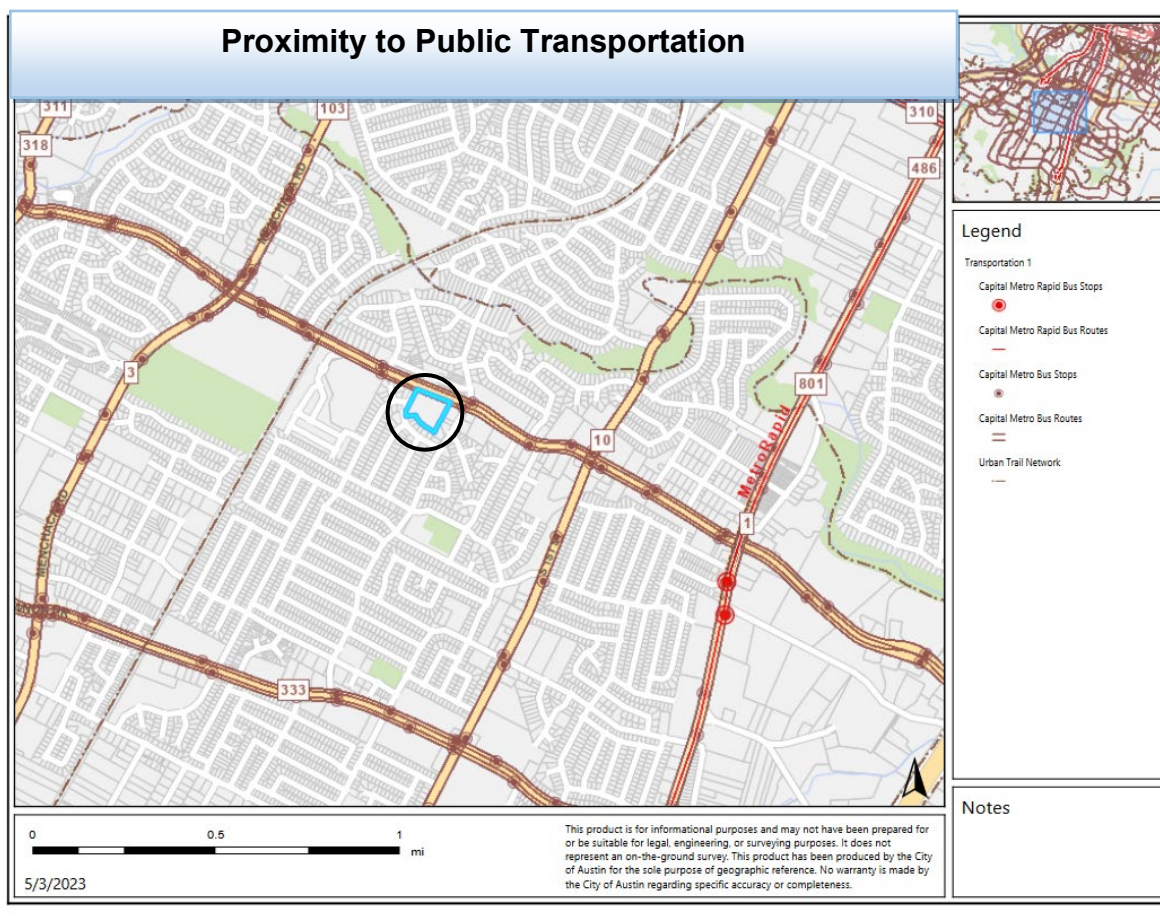 Proximity to Public Transportation
311
103
310
318
486
MENCHACA RD
3
801
MetroRapid
10
1
MENCHAC RD
S 1ST S
333
Legend
Transportation 1
Capital Metro Rapid Bus Stops
Capital Metro Rapid Bus Routes
Capital Metro Bus Stops
Capital Metro Bus Routes
Urban Trail Network
Notes
0 0.5 1
mi
5/3/2023
This product is for informational purposes and may not have been prepared for
or be suitable for legal, engineering, or surveying purposes. It does not
represent an on-the-ground survey. This product has been produced by the City
of Austin for the sole purpose of geographic reference. No warranty is made by
the City of Austin regarding specific accuracy or completeness.